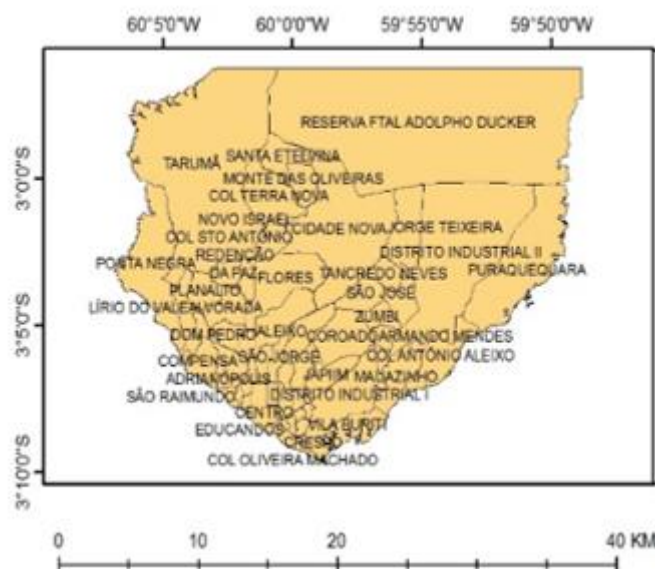 60°5'0"W 60°0'0"W 59°55'0"W 59°50'0"W
RESERVA FTAL ADOLPHO DUCKER
SANTA ETELVINA
TARUMÃ
3°0'0"S
MONTE DAS OLIVEIRAS
COL TERRA NOVA
NOVO ISRAEL
CIDADE NOVA JORGE TEIXEIRA
COL STO ANTÔNIO
DISTRITO INDUSTRIAL II
REDENÇÃO
PONTA NEGRA
DA PAZ FLORES TANCREDO NEVES PURAQUEQUARA
PLANALTO
SÃO JOSÉ
LÍRIO DO VALE ALVORADA
ZUMBI
3°5'0"S
DOM PEDRO ALEIXO
COROADO ARMANDO MENDES
COMPENSA SÃO JORGE COL ANTÔNIO ALEIXO
ADRIANÓPOLIS JAPIIM MAUAZINHO
SÃO RAIMUNDO DISTRITO INDUSTRIAL I
CENTRO
EDUCANDOS VILA BURITI
CRESPO
COL OLIVEIRA MACHADO
3°10'0"S
0 10 20 40 KM